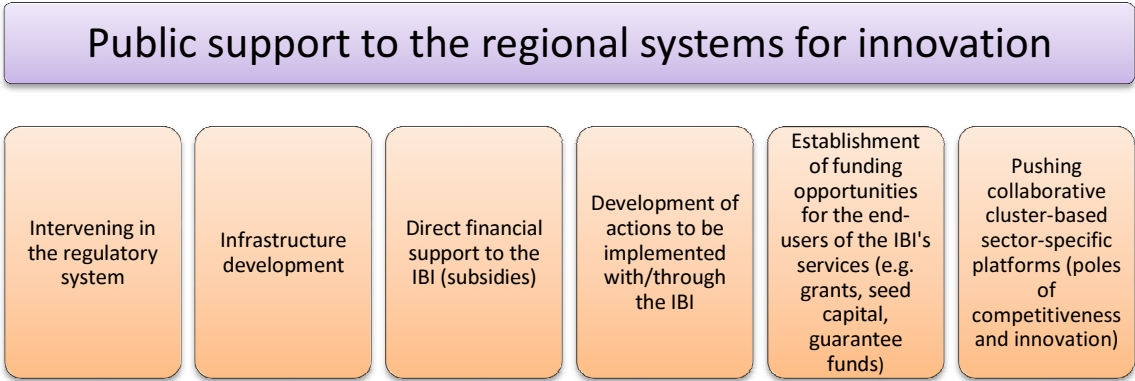 Public support to the regional systems for innovation
Intervening in
the regulatory
system
Infrastructure
development
Direct financial
support to the
IBI (subsidies)
Development of
actions to be
implemented
with/through
the IBI
Establishment
of funding
opportunities
for the end-
users of the IBI's
services (e.g.
grants, seed
capital,
guarantee
funds)
Pushing
collaborative
cluster-based
sector-specific
platforms (poles
of
competitiveness
and innovation)